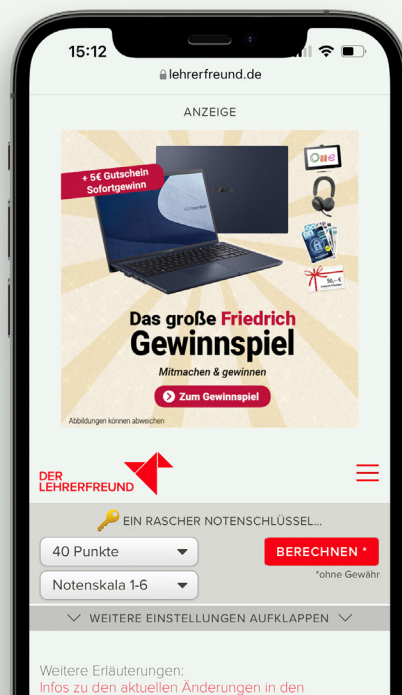 15:12
lehrerfreund.de
ANZEIGE
+ 5€ Gutschein
Sofortgewinn
One
Das große Friedrich
Gewinnspiel
Mitmachen & gewinnen
Zum Gewinnspiel
Abbildungen können abweichen
DER
LEHRERFREUND
EIN RASCHER NOTENSCHLÜSSEL...
40 Punkte
BERECHNEN *
*ohne Gewähr
Notenskala 1-6
WEITERE EINSTELLUNGEN AUFKLAPPEN
Weitere Erläuterungen:
Infos zu den aktuellen Änderungen in den